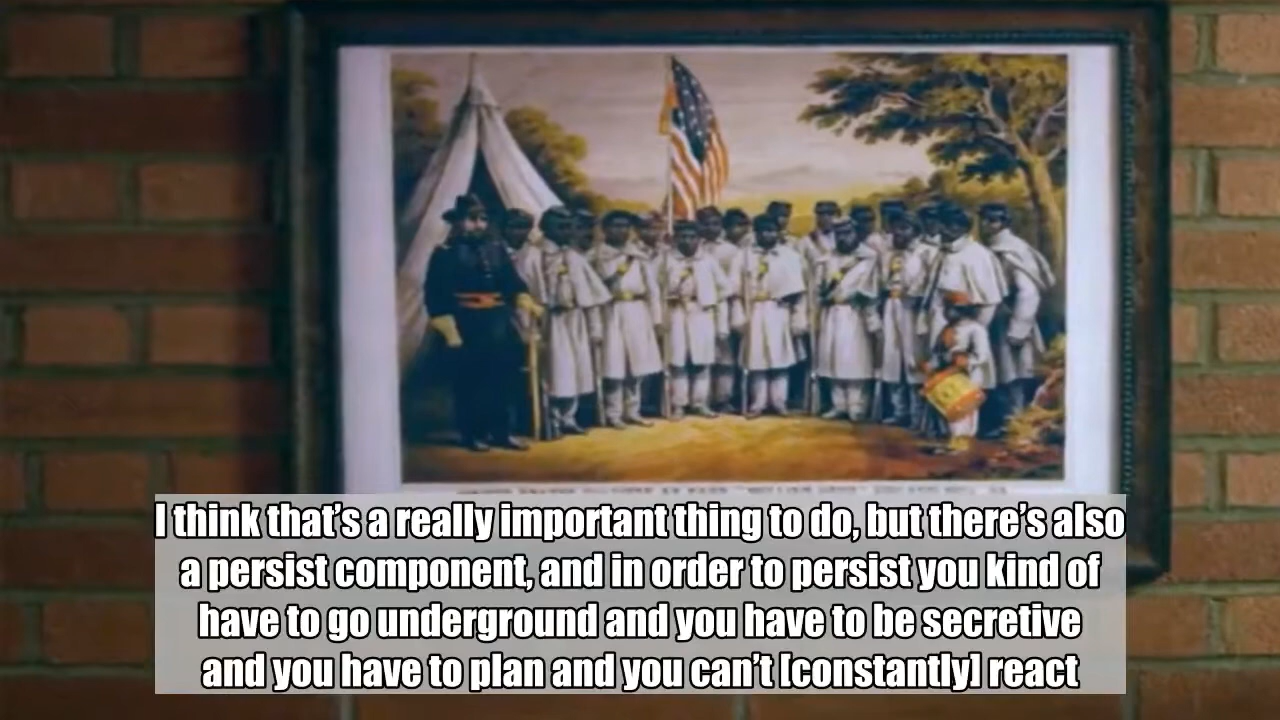 I think that's a really important thing to do, but there's also
a persist component, and in order to persist you kind of
have to go underground and you have to be secretive
and you have to plan and you can't [constantly] react